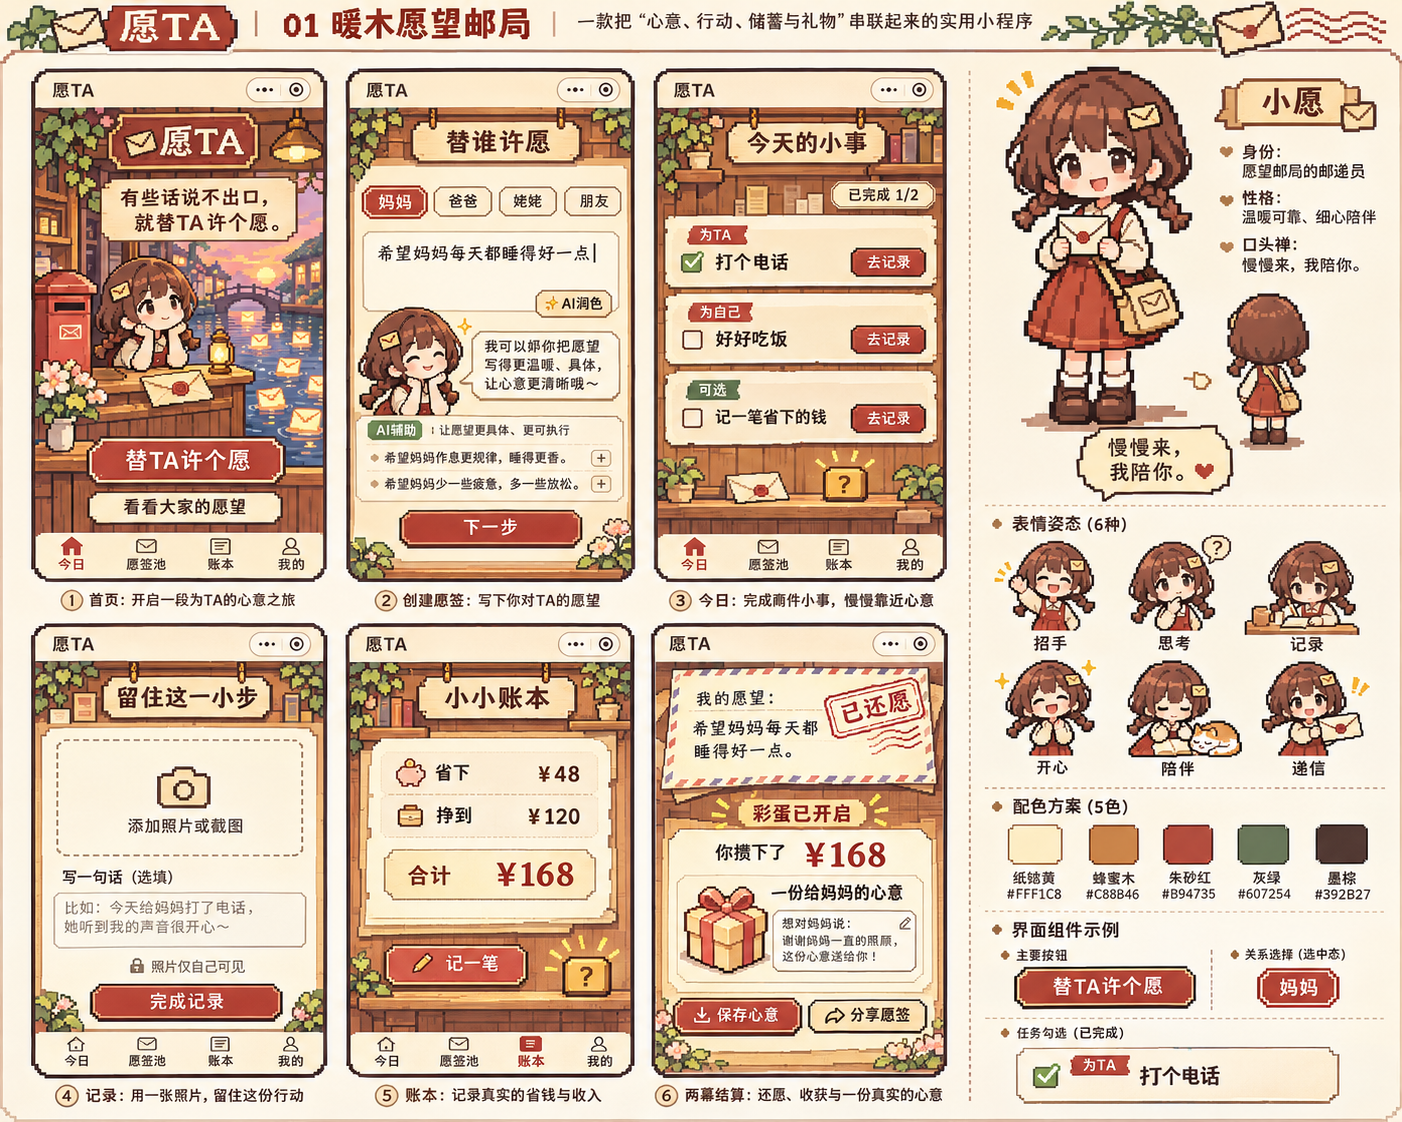 愿TA
01 暖木愿望邮局
一款把“心意、行动、储蓄与礼物”串联起来的实用小程序
愿TA
愿TA
有些话说不出口，
就替TA许个愿。
替TA许个愿
看看大家的愿望
今日 愿签池 账本 我的
1 首页：开启一段为TA的心意之旅
愿TA
替谁许愿
妈妈 爸爸 姥姥 朋友
希望妈妈每天都睡得好一点
AI润色
我可以妳你把愿望
写得更温暖、具体，
让心意更清晰哦～
AI辅助：让愿望更具体、更可执行
希望妈妈作息更规律，睡得更香。 +
希望妈妈少一些疲惫，多一些放松。 +
下一步
2 创建愿签：写下你对TA的愿望
愿TA
今天的小事
已完成 1/2
为TA
打个电话 去记录
为自己
好好吃饭 去记录
可选
记一笔省下的钱 去记录
?
今日 愿签池 账本 我的
3 今日：完成两件小事，慢慢靠近心意
愿TA
留住这一小步
添加照片或截图
写一句话（选填）
比如：今天给妈妈打了电话，
她听到我的声音很开心～
照片仅自己可见
完成记录
今日 愿签池 账本 我的
4 记录：用一张照片，留住这份行动
愿TA
小小账本
省下 ¥48
挣到 ¥120
合计 ¥168
记一笔
?
今日 愿签池 账本 我的
5 账本：记录真实的省钱与收入
愿TA
我的愿望：
希望妈妈每天都
睡得好一点。
已还愿
彩蛋已开启
你攒下了 ¥168
一份给妈妈的心意
想对妈妈说：
谢谢妈妈一直的照顾，
这份心意送给你！
保存心意 分享愿签
6 两幕结算：还愿、收获与一份真实的心意
小愿
身份：
愿望邮局的邮递员
性格：
温暖可靠、细心陪伴
口头禅：
慢慢来，我陪你。
慢慢来，
我陪你。
表情姿态（6种）
?
招手 思考 记录
开心 陪伴 递信
配色方案（5色）
纸 黄 蜂蜜木 朱砂红 灰绿 墨棕
#FFF1C8 #C88B46 #B94735 #607254 #392B27
界面组件示例
主要按钮
替TA许个愿
关系选择（选中态）
妈妈
任务勾选（已完成）
为TA
打个电话